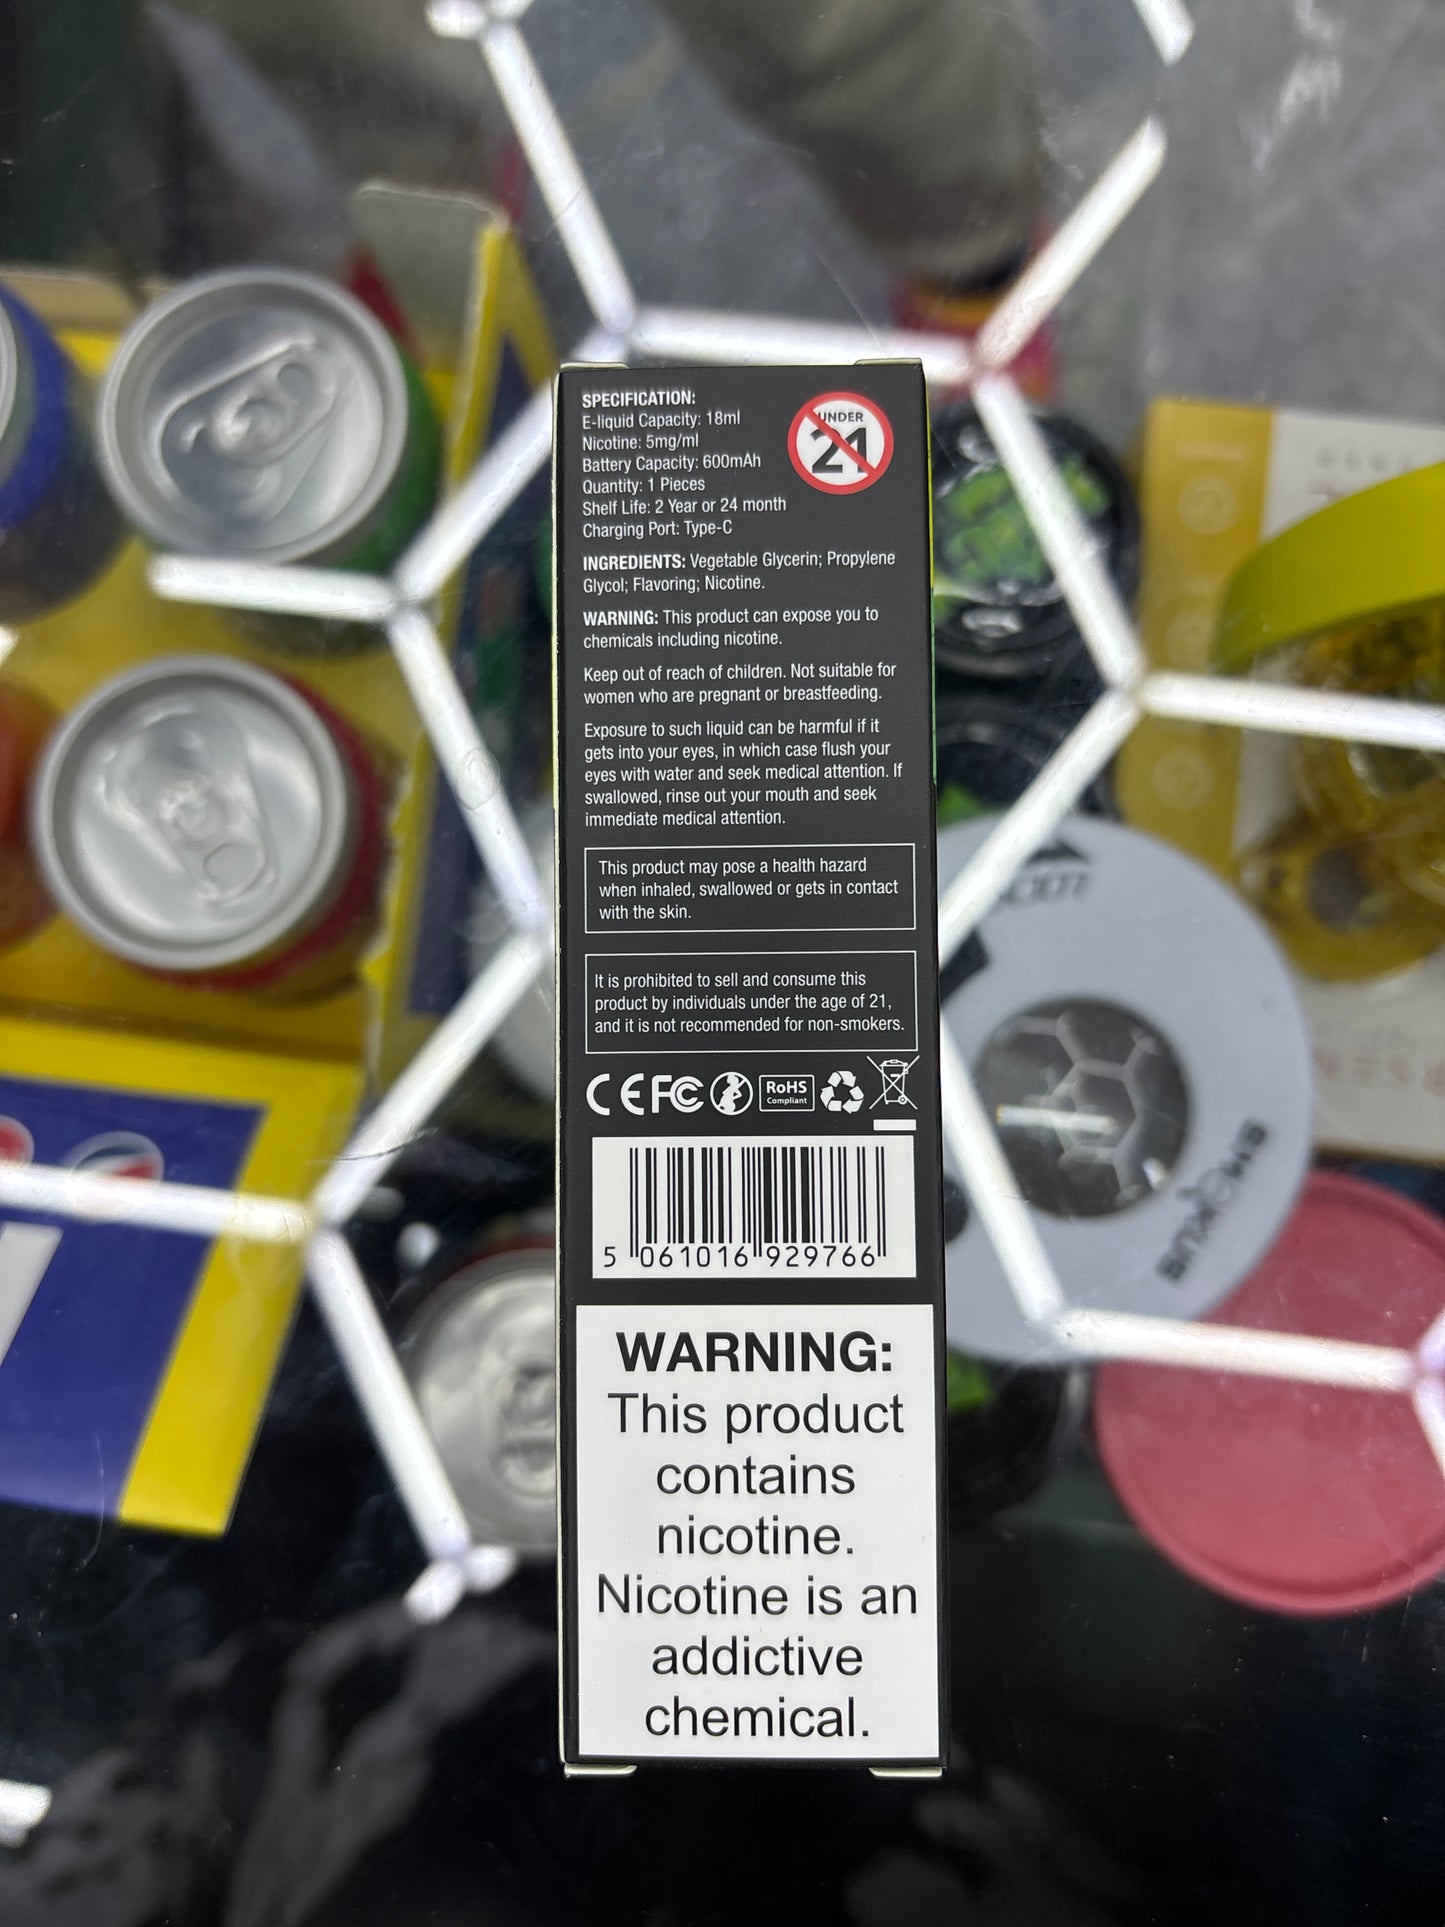 SPECIFICATION:
E-liquid Capacity: 18ml
Nicotine: 5mg/ml
Battery Capacity: 600mAh
Quantity: 1 Pieces
Shelf Life: 2 Year or 24 month
Charging Port: Type-C
UNDER
21
INGREDIENTS: Vegetable Glycerin; Propylene
Glycol; Flavoring; Nicotine.
WARNING: This product can expose you to
chemicals including nicotine.
Keep out of reach of children. Not suitable for
women who are pregnant or breastfeeding.
Exposure to such liquid can be harmful if it
gets into your eyes, in which case flush your
eyes with water and seek medical attention. If
swallowed, rinse out your mouth and seek
immediate medical attention.
This product may pose a health hazard
when inhaled, swallowed or gets in contact
with the skin.
It is prohibited to sell and consume this
product by individuals under the age of 21,
and it is not recommended for non-smokers.
CE FC RoHS
Compliant
5 061016 929766
WARNING:
This product
contains
nicotine.
Nicotine is an
addictive
chemical.
SMOKUS